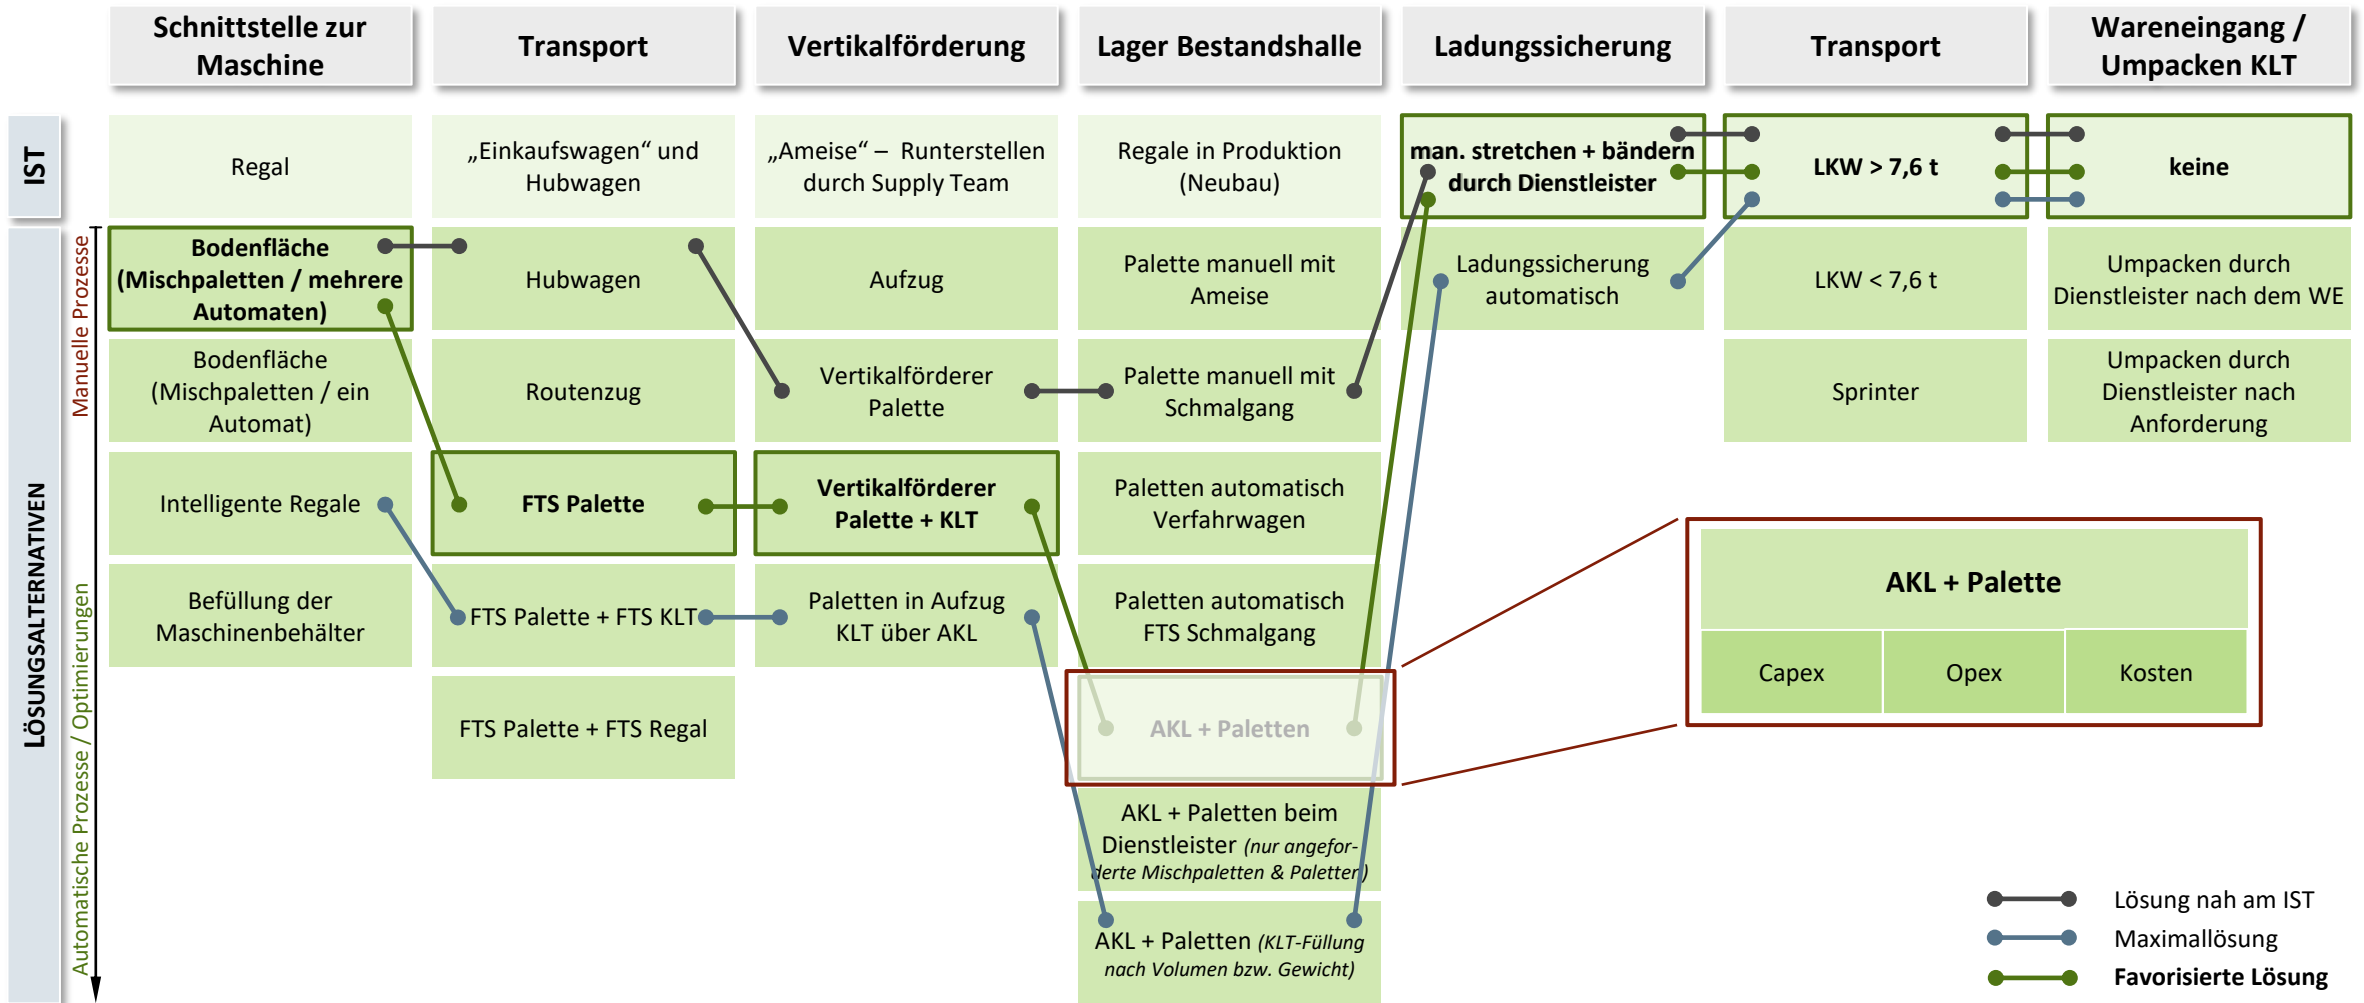 Schnittstelle zur
Maschine
Transport
Vertikalförderung
Lager Bestandshalle
Ladungssicherung
Transport
Wareneingang /
Umpacken KLT
IST
Regal
„Einkaufswagen“ und
Hubwagen
„Ameise“ – Runterstellen
durch Supply Team
Regale in Produktion
(Neubau)
man. stretchen + bändern
durch Dienstleister
LKW > 7,6 t
keine
LÖSUNGSALTERNATIVEN
Manuelle Prozesse
Automatische Prozesse / Optimierungen
Bodenfläche
(Mischpaletten / mehrere
Automaten)
Hubwagen
Aufzug
Palette manuell mit
Ameise
Ladungssicherung
automatisch
LKW < 7,6 t
Umpacken durch
Dienstleister nach dem WE
Bodenfläche
(Mischpaletten / ein
Automat)
Routenzug
Vertikalförderer
Palette
Palette manuell mit
Schmalgang
Sprinter
Umpacken durch
Dienstleister nach
Anforderung
Intelligente Regale
FTS Palette
Vertikalförderer
Palette + KLT
Paletten automatisch
Verfahrwagen
Befüllung der
Maschinenbehälter
FTS Palette + FTS KLT
Paletten in Aufzug
KLT über AKL
Paletten automatisch
FTS Schmalgang
FTS Palette + FTS Regal
AKL + Paletten
AKL + Paletten beim
Dienstleister (nur angefor-
derte Mischpaletten & Paletten)
AKL + Paletten (KLT-Füllung
nach Volumen bzw. Gewicht)
AKL + Palette
Capex
Opex
Kosten
Lösung nah am IST
Maximallösung
Favorisierte Lösung